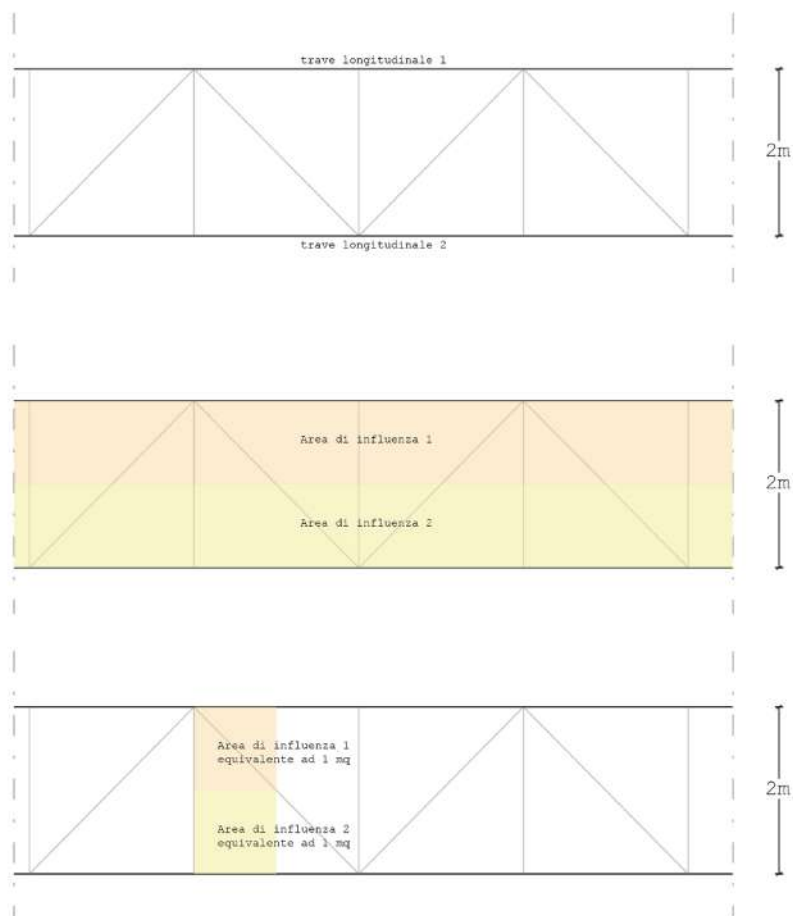 trave longitudinale 1
2m
trave longitudinale 2
Area di influenza 1
2m
Area di influenza 2
Area di influenza 1
equivalente ad 1 mq
2m
Area di influenza 2
equivalente ad 1 mq